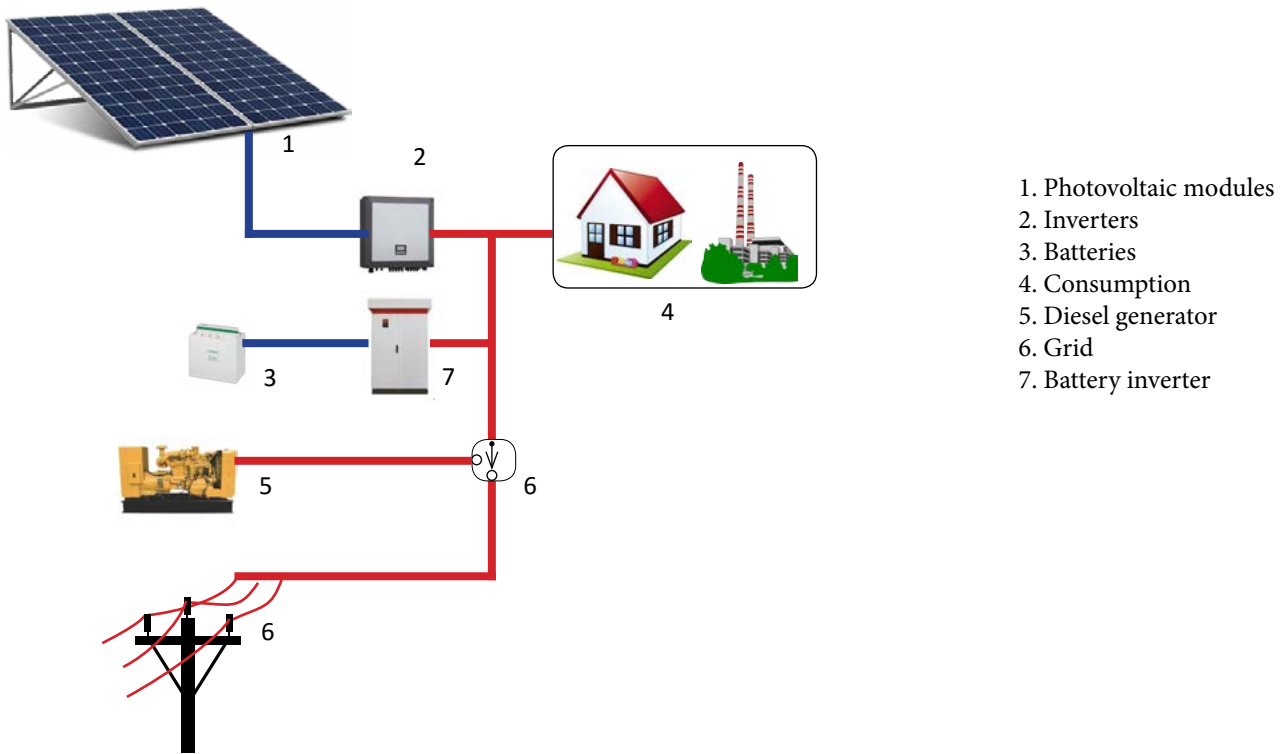 1
2
4
3
7
5
6
6
1. Photovoltaic modules
2. Inverters
3. Batteries
4. Consumption
5. Diesel generator
6. Grid
7. Battery inverter